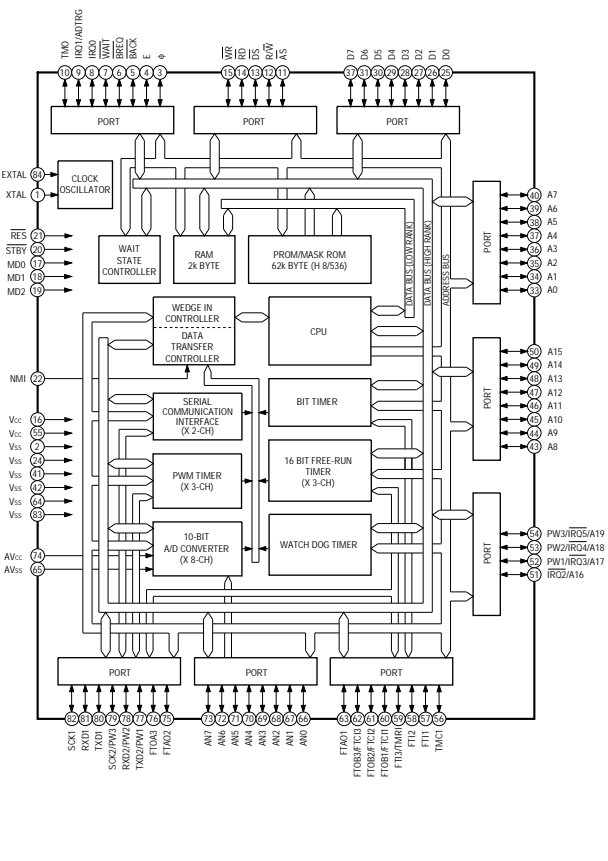 TMO
IRQ1/ADTRG
IRQ0
WAIT
BREQ
BACK
E
φ
WR
RD
DS
R/W
AS
D7
D6
D5
D4
D3
D2
D1
D0
10 9 8 7 6 5 4 3
15 14 13 12 11
37 31 30 29 28 27 26 25
PORT
PORT
PORT
EXTAL 84
XTAL 1
CLOCK
OSCILLATOR
RES 21
STBY 20
MD0 17
MD1 18
MD2 19
WAIT
STATE
CONTROLLER
RAM
2k BYTE
PROM/MASK ROM
62k BYTE (H 8/536)
DATA BUS (LOW RANK)
DATA BUS (HIGH RANK)
ADDRESS BUS
PORT
40 A7
39 A6
38 A5
37 A4
36 A3
35 A2
34 A1
33 A0
WEDGE IN
CONTROLLER
DATA
TRANSFER
CONTROLLER
CPU
NMI 22
PORT
50 A15
49 A14
48 A13
47 A12
46 A11
45 A10
44 A9
43 A8
Vcc 16
Vcc 55
Vss 2
Vss 24
Vss 41
Vss 42
Vss 64
Vss 83
AVcc 74
AVss 65
SERIAL
COMMUNICATION
INTERFACE
(X 2-CH)
BIT TIMER
PWM TIMER
(X 3-CH)
16 BIT FREE-RUN
TIMER
(X 3-CH)
10-BIT
A/D CONVERTER
(X 8-CH)
WATCH DOG TIMER
PORT
54 PW3/IRQ5/A19
53 PW2/IRQ4/A18
52 PW1/IRQ3/A17
51 IRQ2/A16
PORT
PORT
PORT
82 81 80 79 78 77 76 75
73 72 71 70 69 68 67 66
63 62 61 60 59 58 57 56
SCK1
RXD1
TXD1
SCK2/PW3
RXD2/PW2
TXD2/PW1
FTOA3
FTAO2
AN7
AN6
AN5
AN4
AN3
AN2
AN1
AN0
FTAO1
FTOB3/FTCI3
FTOB2/FTCI2
FTOB1/FTCI1
FTI3/TMRI
FTI2
FTI1
TMC1